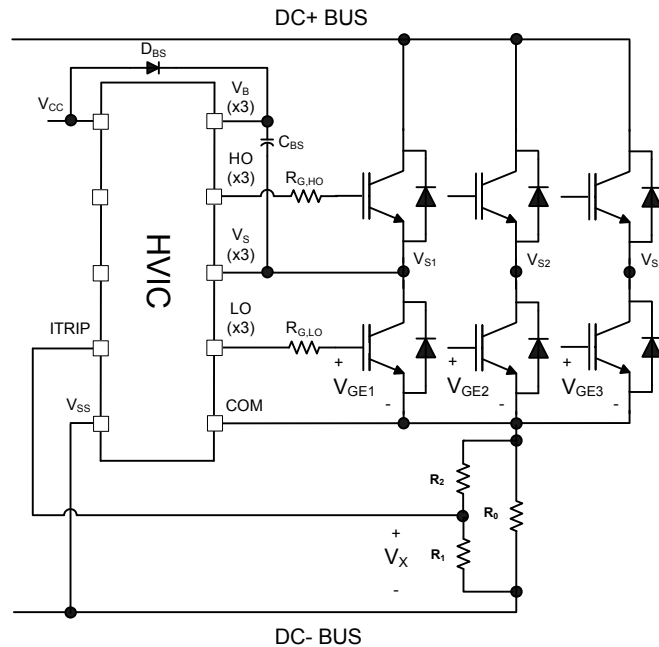 DC+ BUS
DBS
VCC
VB
(x3)
CBS
HO
(x3)
RG,HO
HVIC
VS
(x3)
VS1
VS2
VS
LO
(x3)
RG,LO
ITRIP
+
VGE1
-
+
VGE2
-
+
VGE3
-
VSS
COM
R2
R0
+
VX
-
R1
DC- BUS